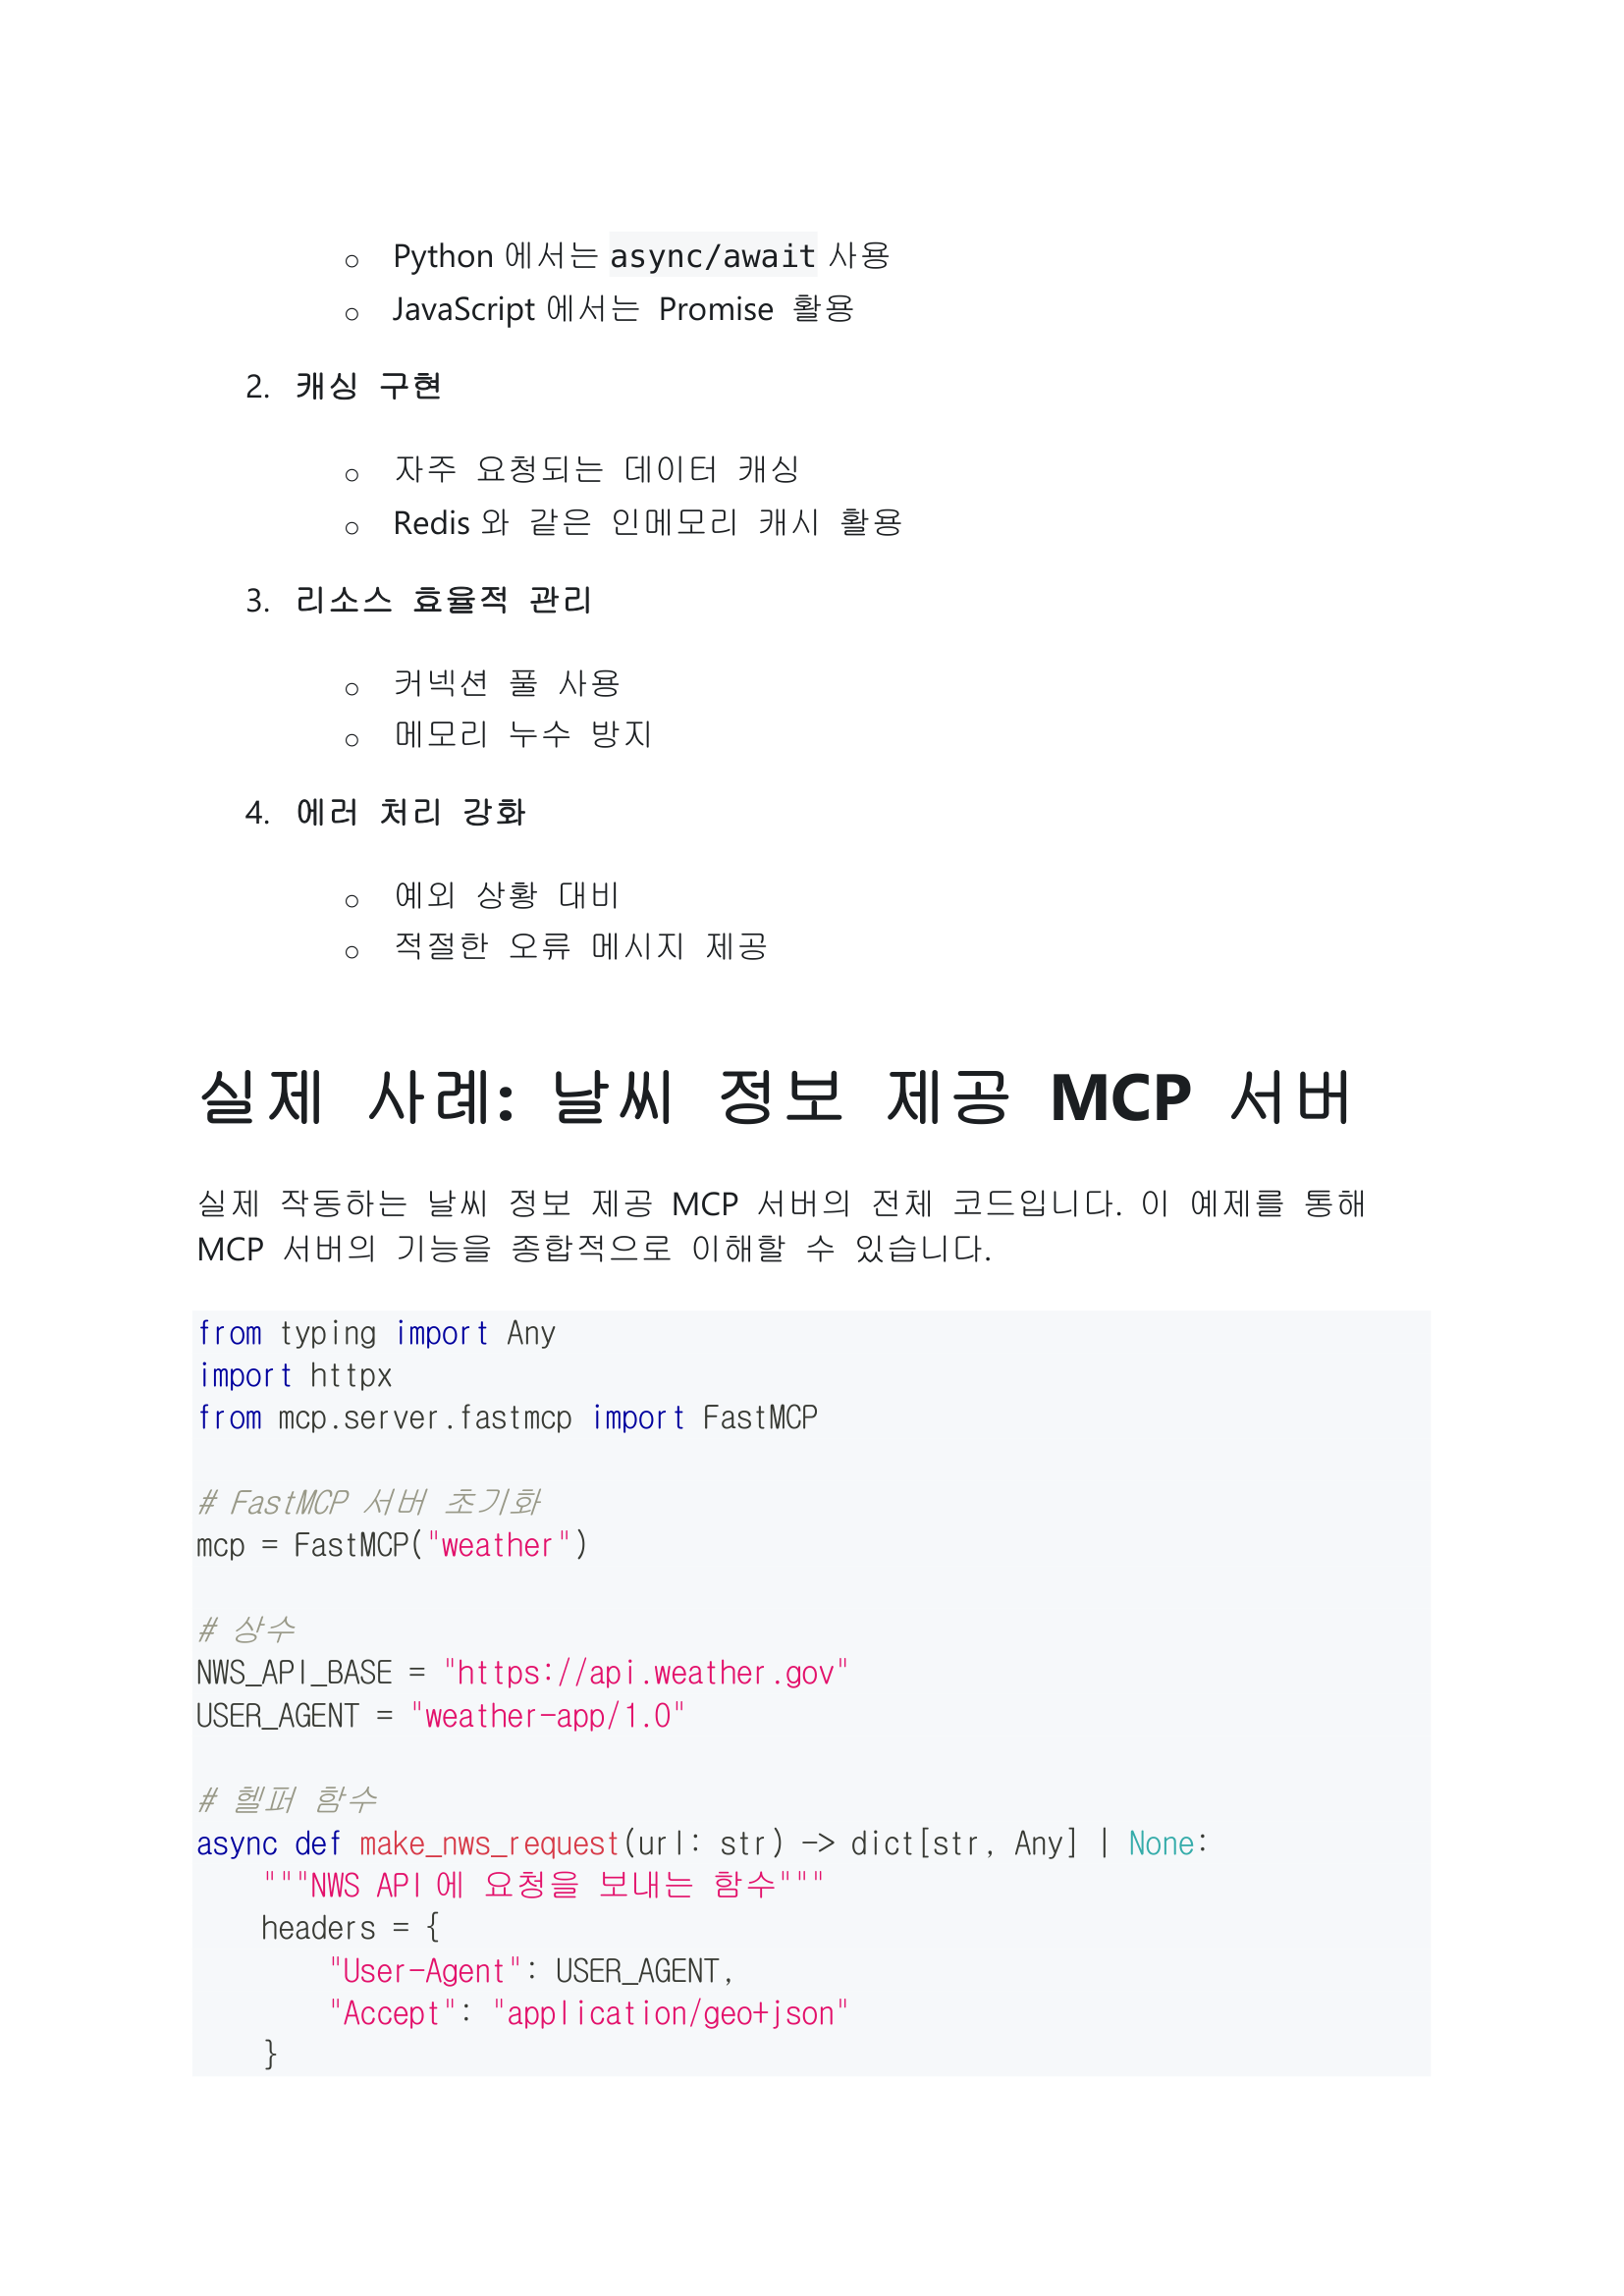 ○ Python 에서는 async/await 사용
○ JavaScript 에서는 Promise 활용
2. 캐싱 구현
○ 자주 요청되는 데이터 캐싱
○ Redis 와 같은 인메모리 캐시 활용
3. 리소스 효율적 관리
○ 커넥션 풀 사용
○ 메모리 누수 방지
4. 에러 처리 강화
○ 예외 상황 대비
○ 적절한 오류 메시지 제공
실제 사례: 날씨 정보 제공 MCP 서버
실제 작동하는 날씨 정보 제공 MCP 서버의 전체 코드입니다. 이 예제를 통해
MCP 서버의 기능을 종합적으로 이해할 수 있습니다.
from typing import Any
import httpx
from mcp.server.fastmcp import FastMCP
# FastMCP 서버 초기화
mcp = FastMCP("weather")
# 상수
NWS_API_BASE = "https://api.weather.gov"
USER_AGENT = "weather-app/1.0"
# 헬퍼 함수
async def make_nws_request(url: str) -> dict[str, Any] | None:
    """NWS API 에 요청을 보내는 함수"""
    headers = {
        "User-Agent": USER_AGENT,
        "Accept": "application/geo+json"
    }